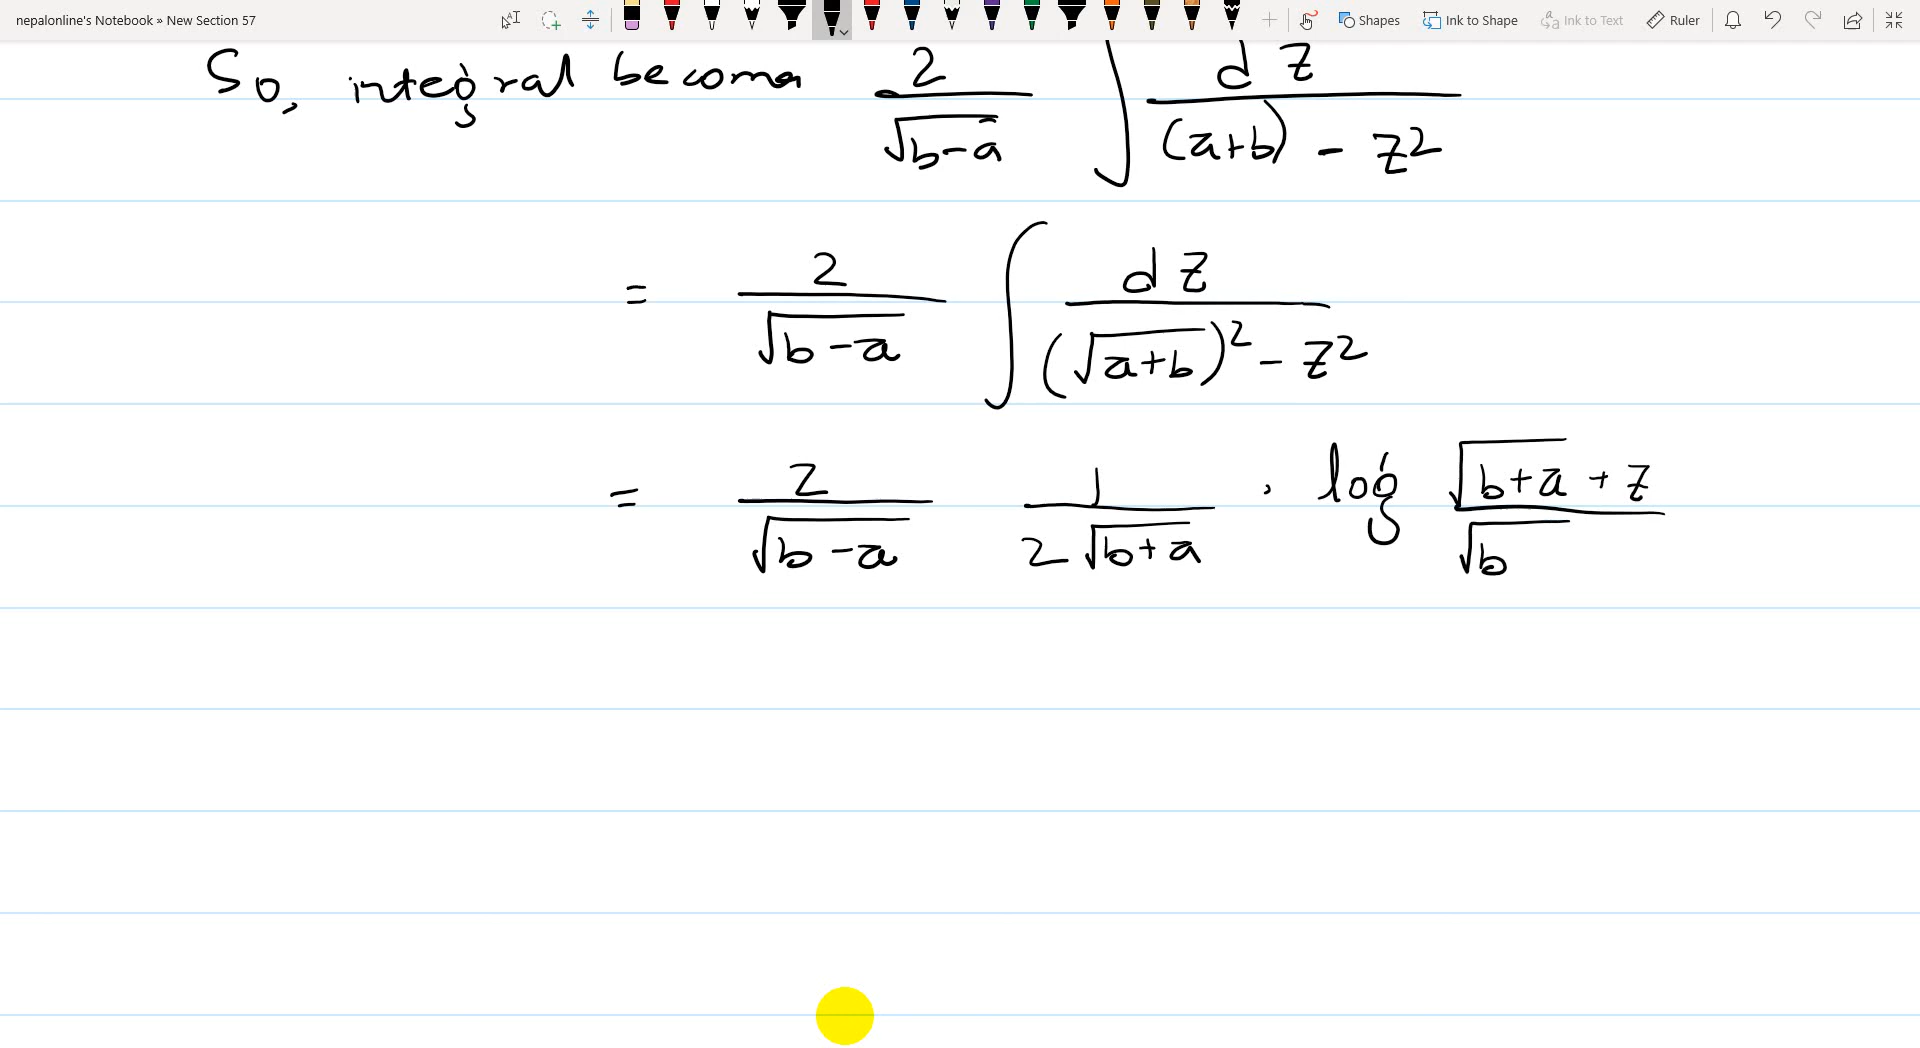 nepalonline's Notebook » New Section 57
Shapes Ink to Shape Ink to Text Ruler
So, integral becomes 2/√(b-a) ∫ dz/((a+b) - z²)
= 2/√(b-a) ∫ dz/((√(a+b))² - z²)
= 2/√(b-a) 1/(2√(b+a)) . log (√(b+a) + z)/√b